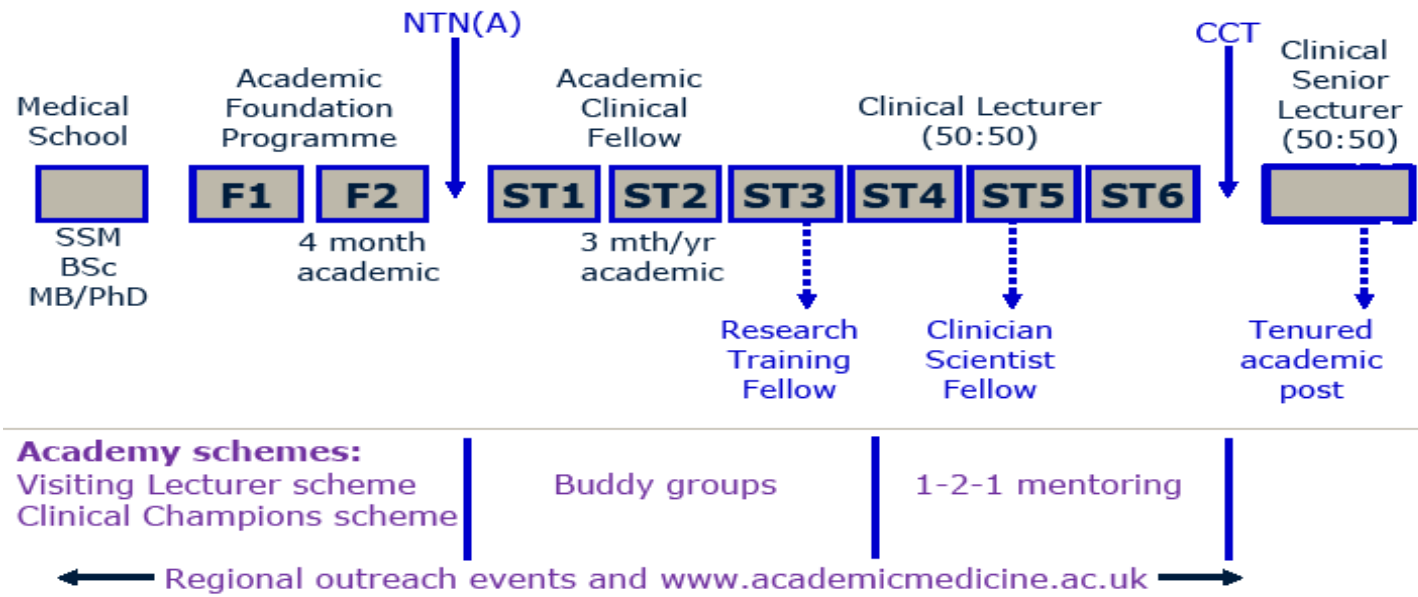 NTN(A)
CCT
Medical
School
Academic
Foundation
Programme
Academic
Clinical
Fellow
Clinical Lecturer
(50:50)
Clinical
Senior
Lecturer
(50:50)
F1
F2
ST1
ST2
ST3
ST4
ST5
ST6
SSM
BSc
MB/PhD
4 month
academic
3 mth/yr
academic
Research
Training
Fellow
Clinician
Scientist
Fellow
Tenured
academic
post
Academy schemes:
Visiting Lecturer scheme
Clinical Champions scheme
Buddy groups
1-2-1 mentoring
Regional outreach events and www.academicmedicine.ac.uk